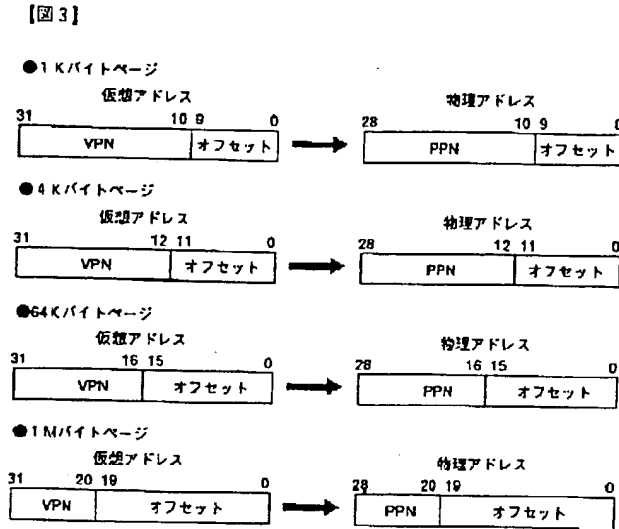 【図3】
●1Kバイトページ
仮想アドレス 物理アドレス
31 10 9 0 28 10 9 0
VPN オフセット PPN オフセット
●4Kバイトページ
仮想アドレス 物理アドレス
31 12 11 0 28 12 11 0
VPN オフセット PPN オフセット
●64Kバイトページ
仮想アドレス 物理アドレス
31 16 15 0 28 16 15 0
VPN オフセット PPN オフセット
●1Mバイトページ
仮想アドレス 物理アドレス
31 20 19 0 28 20 19 0
VPN オフセット PPN オフセット